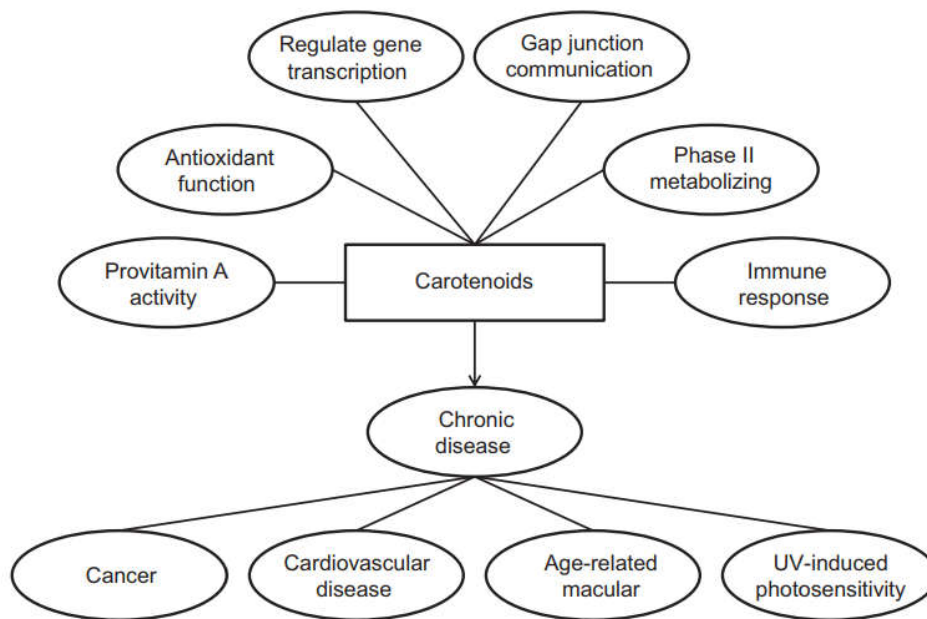 Regulate gene
transcription
Gap junction
communication
Antioxidant
function
Phase II
metabolizing
Provitamin A
activity
Carotenoids
Immune
response
Chronic
disease
Cancer
Cardiovascular
disease
Age-related
macular
UV-induced
photosensitivity